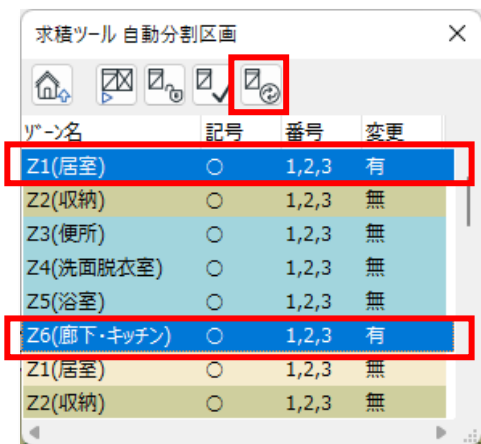 求積ツール 自動分割区画
ゾーン名 記号 番号 変更
Z1(居室) ○ 1,2,3 有
Z2(収納) ○ 1,2,3 無
Z3(便所) ○ 1,2,3 無
Z4(洗面脱衣室) ○ 1,2,3 無
Z5(浴室) ○ 1,2,3 無
Z6(廊下・キッチン) ○ 1,2,3 有
Z1(居室) ○ 1,2,3 無
Z2(収納) ○ 1,2,3 無